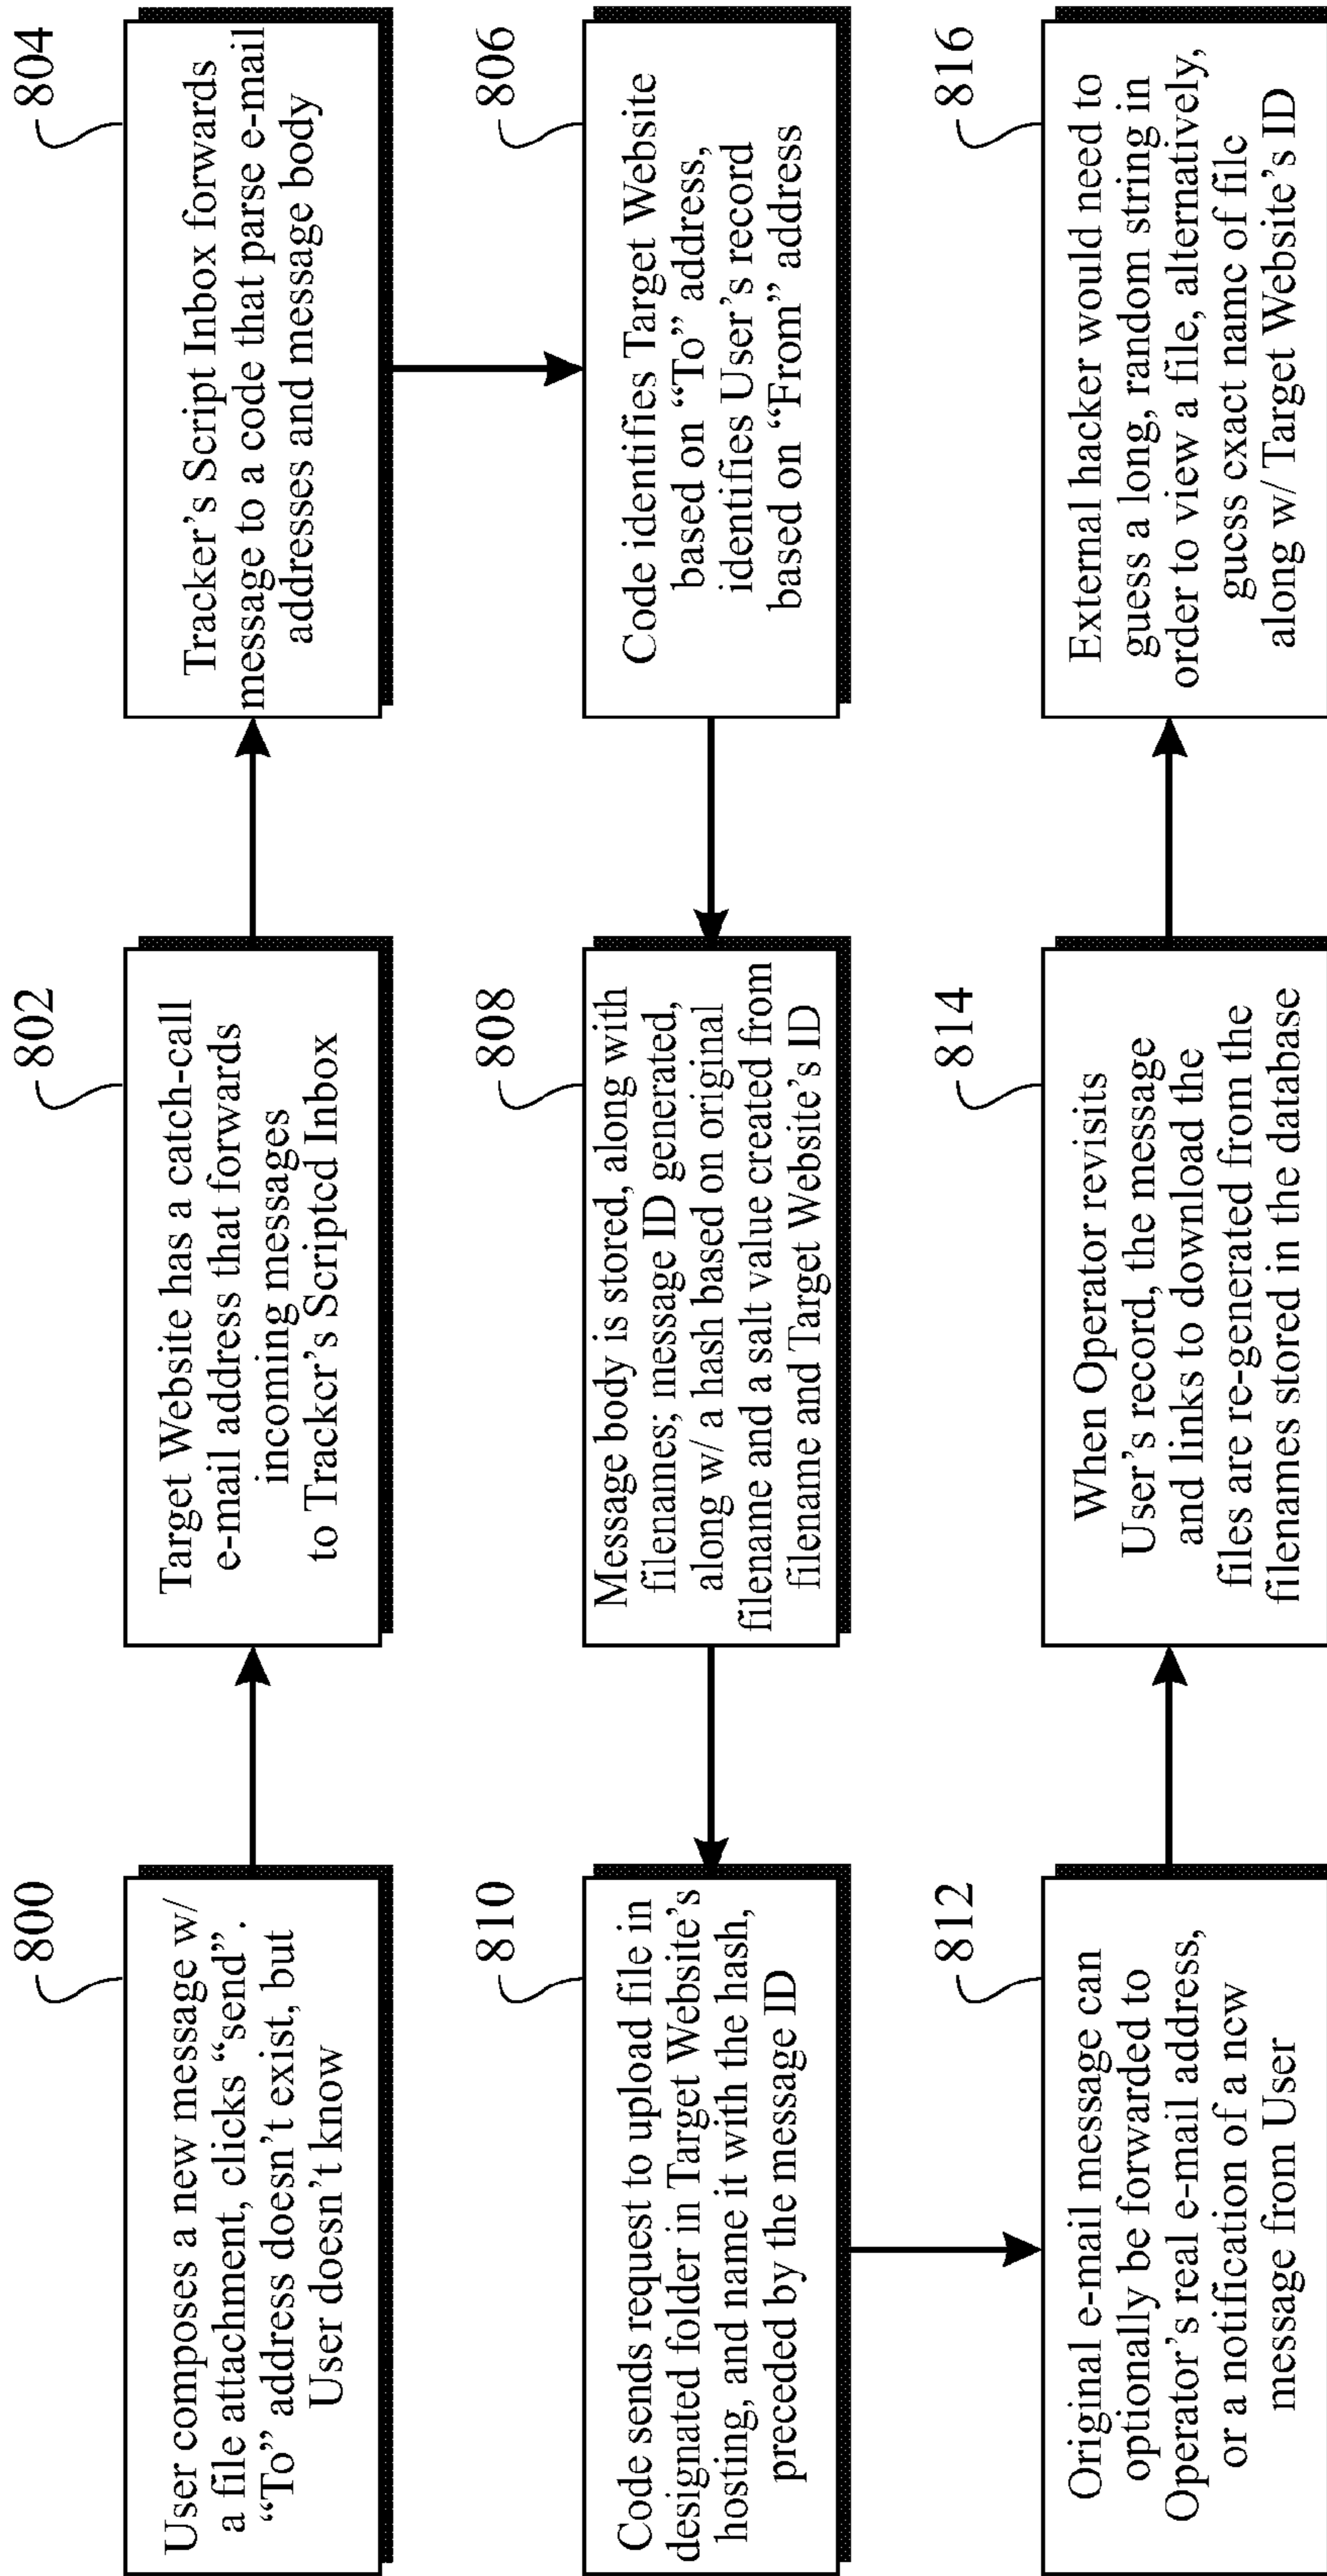 800
User composes a new message w/
a file attachment, clicks “send”.
“To” address doesn’t exist, but
User doesn’t know
802
Target Website has a catch-call
e-mail address that forwards
incoming messages
to Trackcr’s Scriptcd Inbox
804
Tracker’s Script Inbox forwards
message to a code that parse e-mail
addresses and message body
806
Code identifies Target Website
based on “To” address,
identifies User’s record
based on “From” address
808
Message body is stored, along with
filenames; message ID generated,
along w/ a hash based on original
filename and a salt value created from
filename and Target Website’s ID
810
Code sends request to upload file in
designated folder in Target Website’s
hosting, and name it with the hash,
preceded by the message ID
812
Original e-mail message can
optionally be forwarded to
Operator’s real e-mail address,
or a notification of a ncw
message from User
814
When Operator revisits
User’s record, the message
and links to download the
files are re-generated from the
filenames stored in the database
816
External hacker would need to
guess a long, random string in
order to view a file, alternatively,
gucss cxact namc of filc
along w/ Target Website’s ID